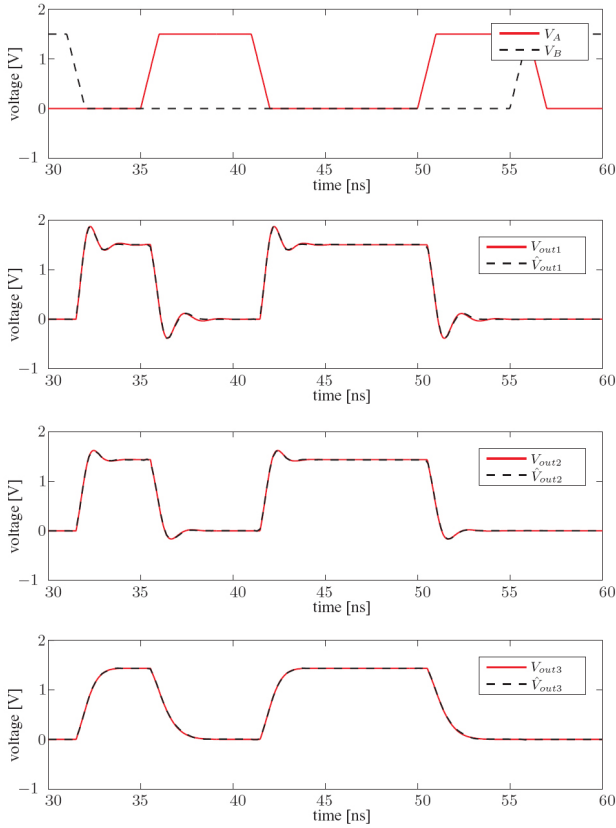 2
1
0
−1
voltage [V]
30
35
40
45
50
55
60
time [ns]
V_A
V_B
2
1
0
−1
voltage [V]
30
35
40
45
50
55
60
time [ns]
V_out1
V̂_out1
2
1
0
−1
voltage [V]
30
35
40
45
50
55
60
time [ns]
V_out2
V̂_out2
2
1
0
−1
voltage [V]
30
35
40
45
50
55
60
time [ns]
V_out3
V̂_out3